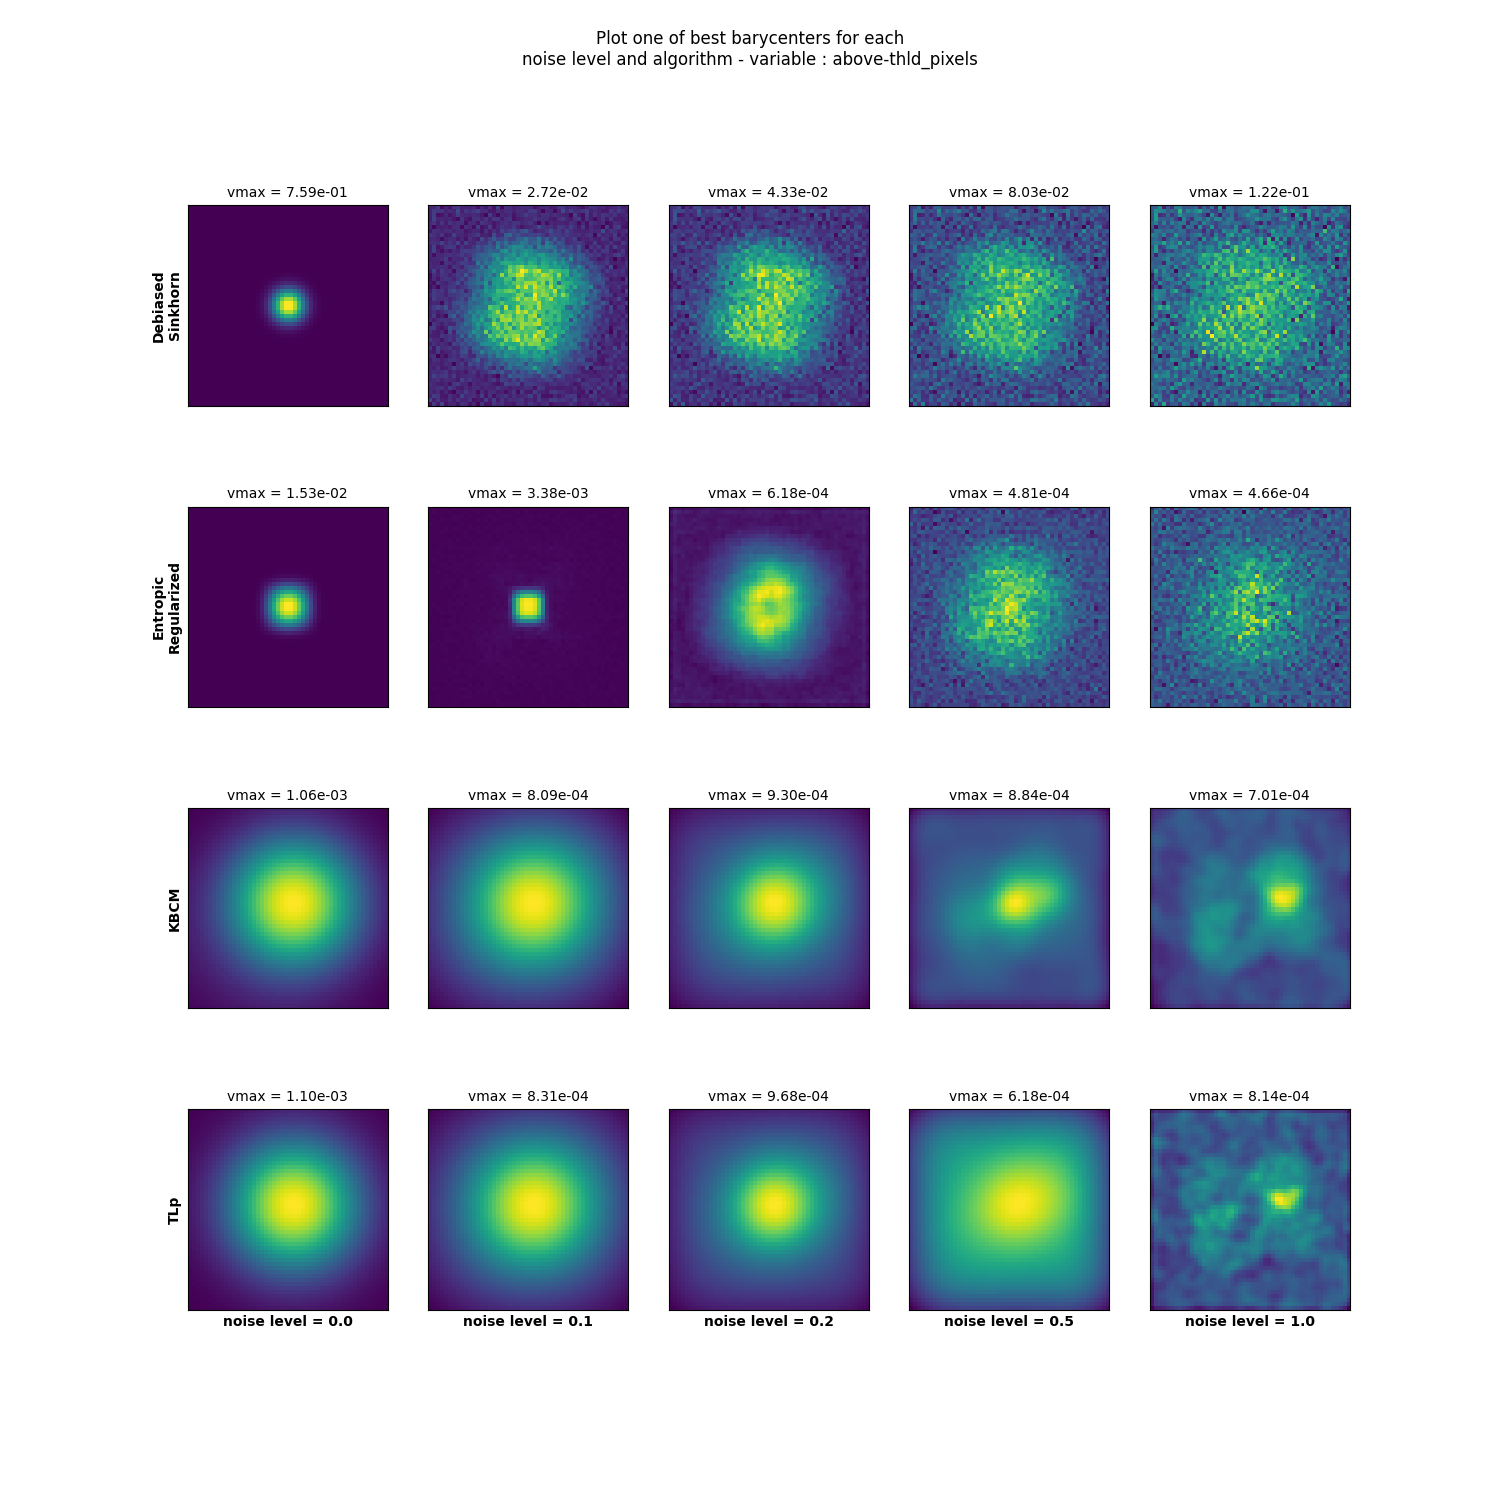 Plot one of best barycenters for each
noise level and algorithm - variable : above-thld_pixels
vmax = 7.59e-01
vmax = 2.72e-02
vmax = 4.33e-02
vmax = 8.03e-02
vmax = 1.22e-01
Debiased
Sinkhorn
vmax = 1.53e-02
vmax = 3.38e-03
vmax = 6.18e-04
vmax = 4.81e-04
vmax = 4.66e-04
Entropic
Regularized
vmax = 1.06e-03
vmax = 8.09e-04
vmax = 9.30e-04
vmax = 8.84e-04
vmax = 7.01e-04
KBCM
vmax = 1.10e-03
vmax = 8.31e-04
vmax = 9.68e-04
vmax = 6.18e-04
vmax = 8.14e-04
TLp
noise level = 0.0
noise level = 0.1
noise level = 0.2
noise level = 0.5
noise level = 1.0